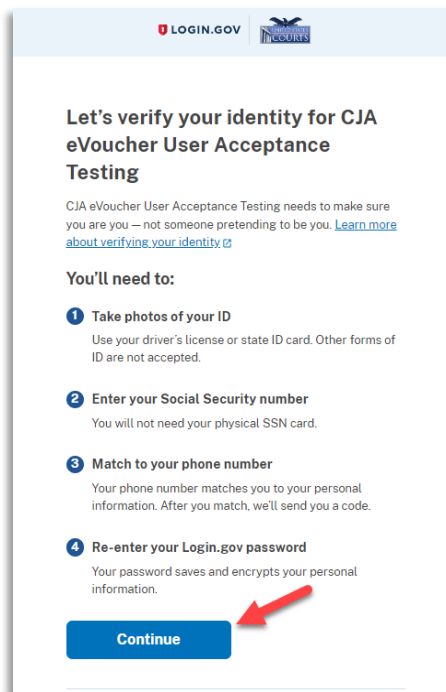 LOGIN.GOV
UNITED STATES
COURTS
Let’s verify your identity for CJA
eVoucher User Acceptance
Testing
CJA eVoucher User Acceptance Testing needs to make sure
you are you — not someone pretending to be you. Learn more
about verifying your identity
You’ll need to:
1 Take photos of your ID
Use your driver’s license or state ID card. Other forms of
ID are not accepted.
2 Enter your Social Security number
You will not need your physical SSN card.
3 Match to your phone number
Your phone number matches you to your personal
information. After you match, we’ll send you a code.
4 Re-enter your Login.gov password
Your password saves and encrypts your personal
information.
Continue